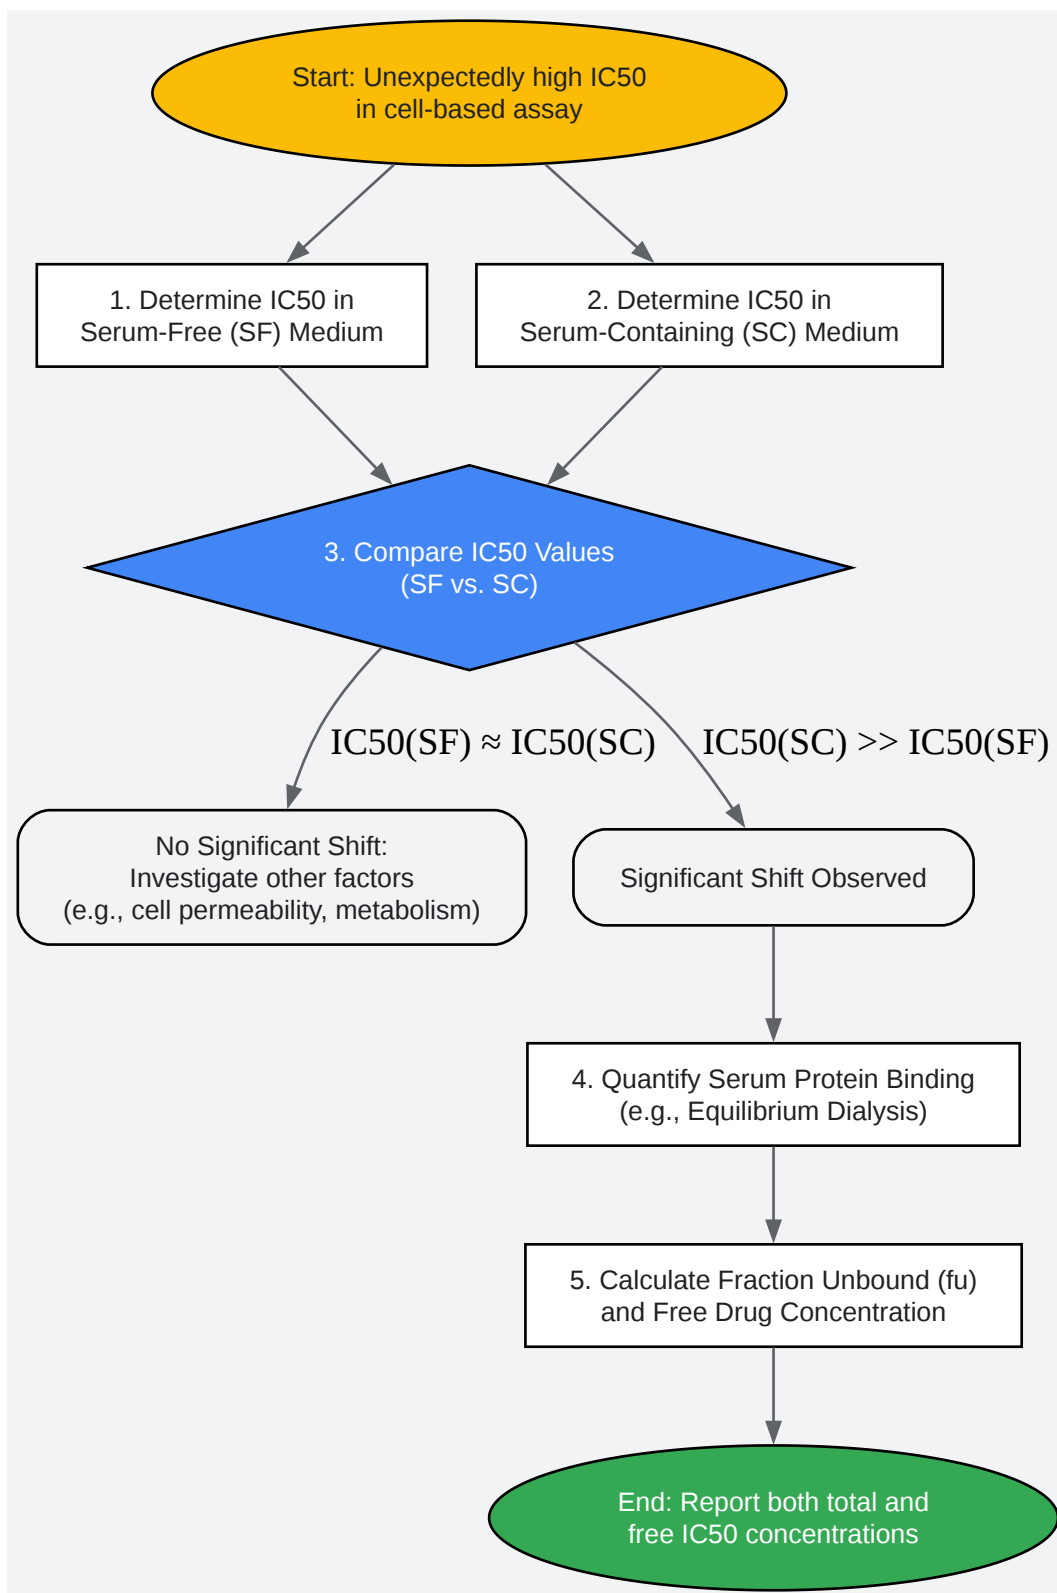 Start: Unexpectedly high IC50
in cell-based assay
1. Determine IC50 in
Serum-Free (SF) Medium
2. Determine IC50 in
Serum-Containing (SC) Medium
3. Compare IC50 Values
(SF vs. SC)
IC50(SF) ≈ IC50(SC)
IC50(SC) >> IC50(SF)
No Significant Shift:
Investigate other factors
(e.g., cell permeability, metabolism)
Significant Shift Observed
4. Quantify Serum Protein Binding
(e.g., Equilibrium Dialysis)
5. Calculate Fraction Unbound (fu)
and Free Drug Concentration
End: Report both total and
free IC50 concentrations